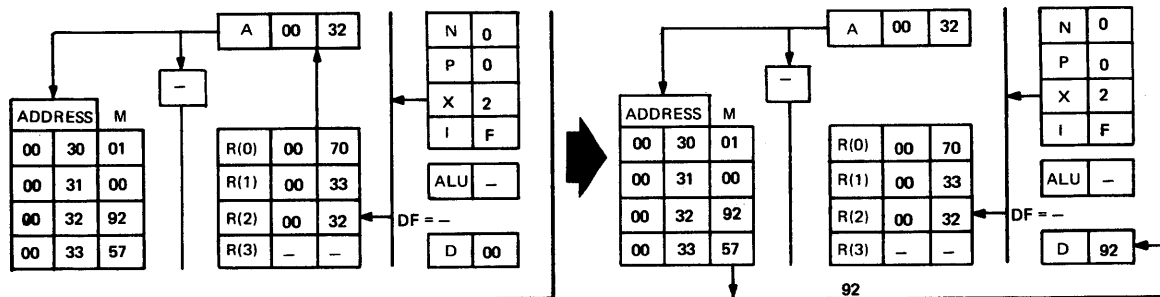 A 00 32
N 0
P 0
X 2
I F
ADDRESS M
00 30 01
00 31 00
00 32 92
00 33 57
R(0) 00 70
R(1) 00 33
R(2) 00 32
R(3) – –
ALU –
DF = –
D 00
–
A 00 32
N 0
P 0
X 2
I F
ADDRESS M
00 30 01
00 31 00
00 32 92
00 33 57
R(0) 00 70
R(1) 00 33
R(2) 00 32
R(3) – –
ALU –
DF = –
D 92
–
92